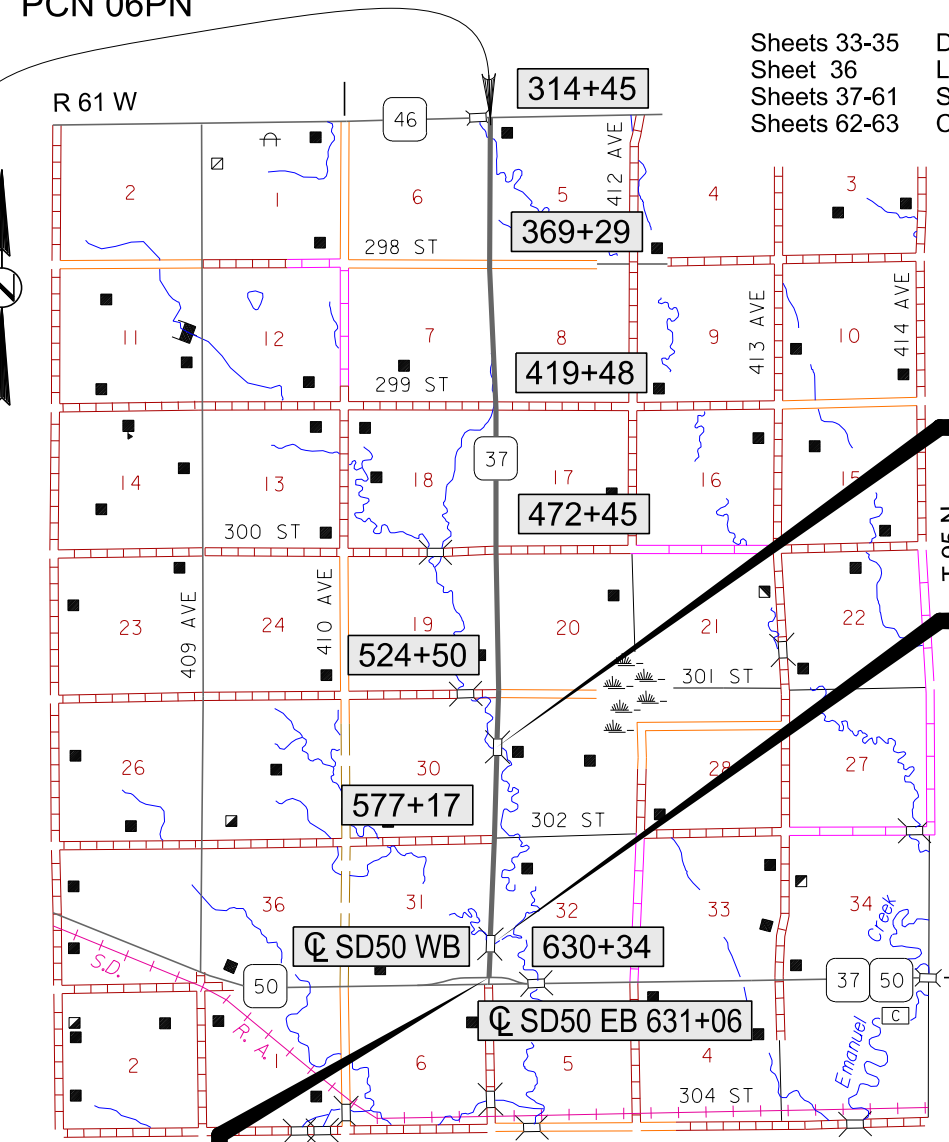 PCN 06PN
Sheets 33-35 D
Sheet 36 L
Sheets 37-61 S
Sheets 62-63 C
314+45
R 61 W
46
412 AVE
2
1
6
5
4
3
369+29
298 ST
11
12
7
8
9
413 AVE
10
414 AVE
419+48
299 ST
37
14
13
18
17
16
15
472+45
300 ST
T 95 N
23
409 AVE
24
410 AVE
19
20
21
22
524+50
301 ST
26
30
28
27
577+17
302 ST
36
31
32
33
34
Creek
℄ SD50 WB
630+34
S.D.
50
37
50
R. A.
℄ SD50 EB 631+06
C
2
1
6
5
4
Emanuel
304 ST